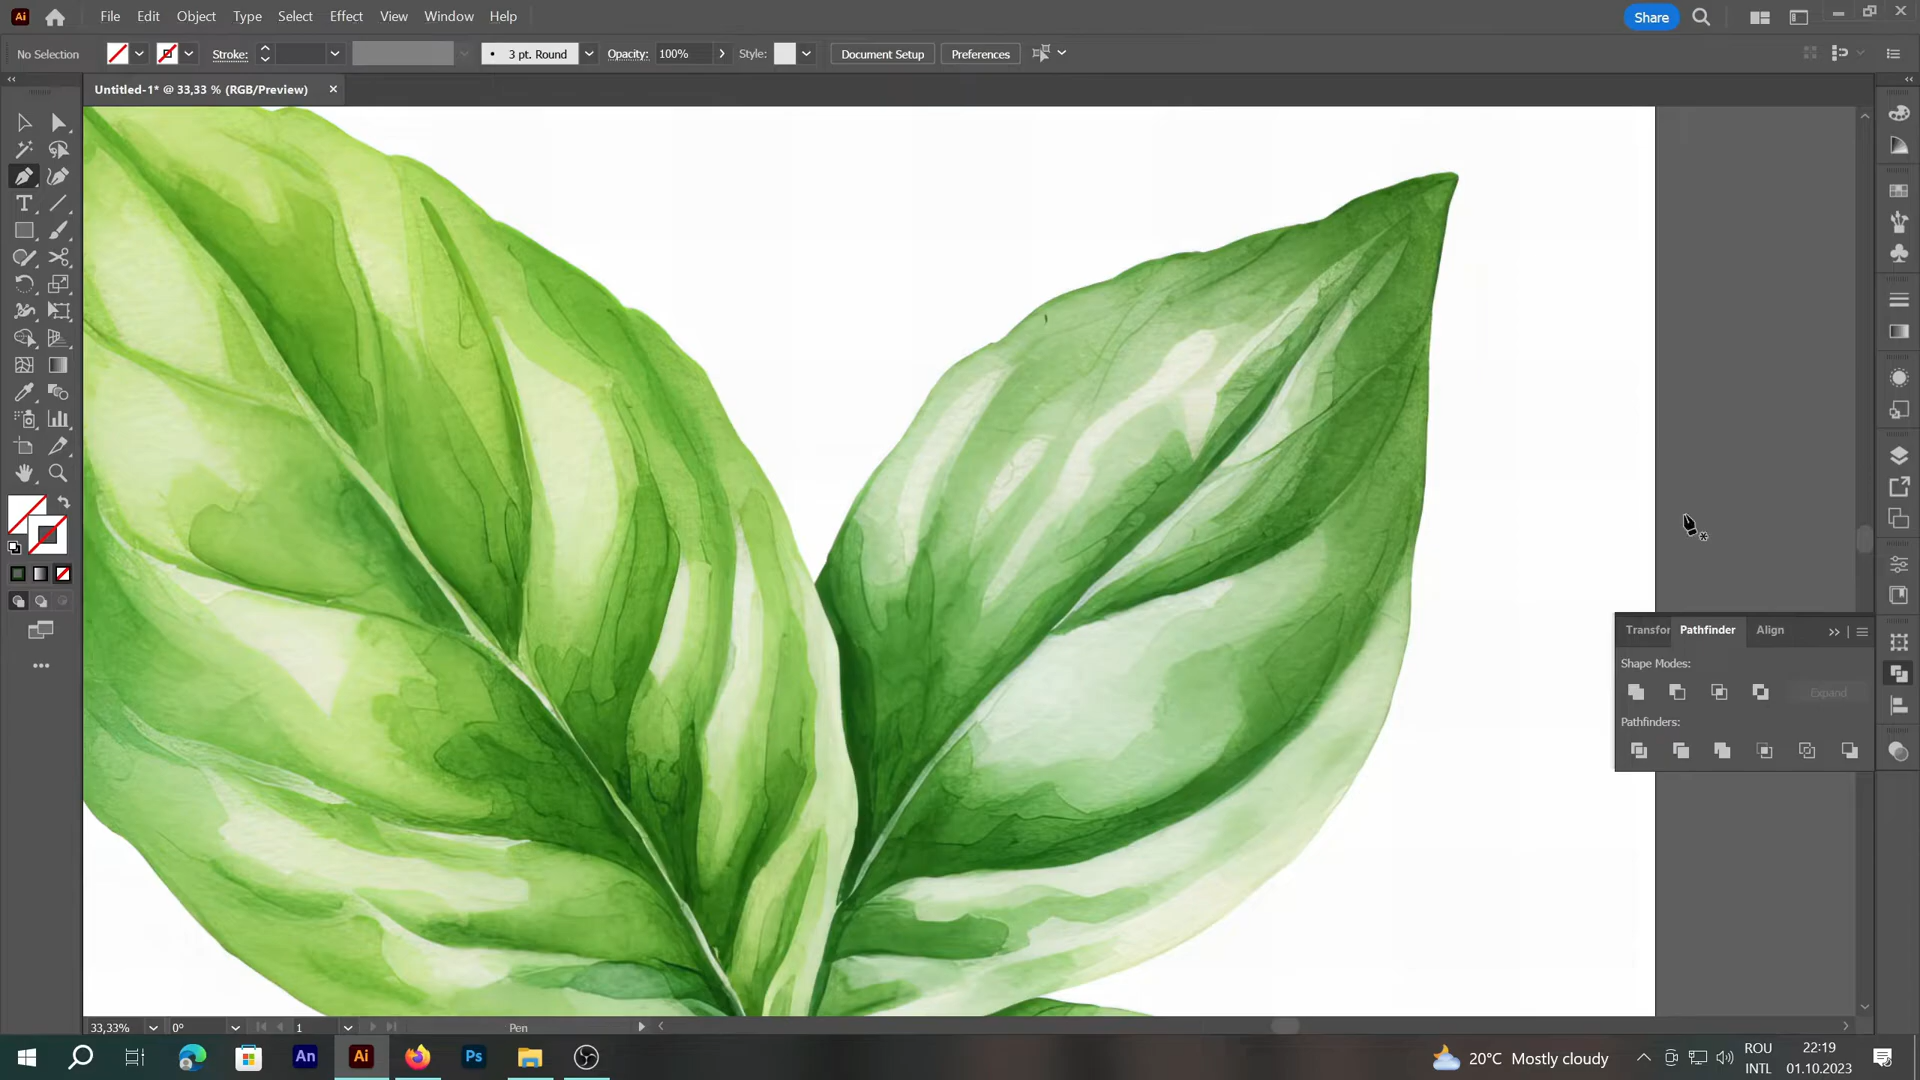 Ai File Edit Object Type Select Effect View Window Help Share
No Selection Stroke: 3 pt. Round Opacity: 100% Style: Document Setup Preferences
Untitled-1* @ 33,33 % (RGB/Preview)
Transfor Pathfinder Align
Shape Modes:
Expand
Pathfinders:
33,33% 0° 1 Pen
An Ai Ps 20°C Mostly cloudy ROU 22:19
INTL 01.10.2023